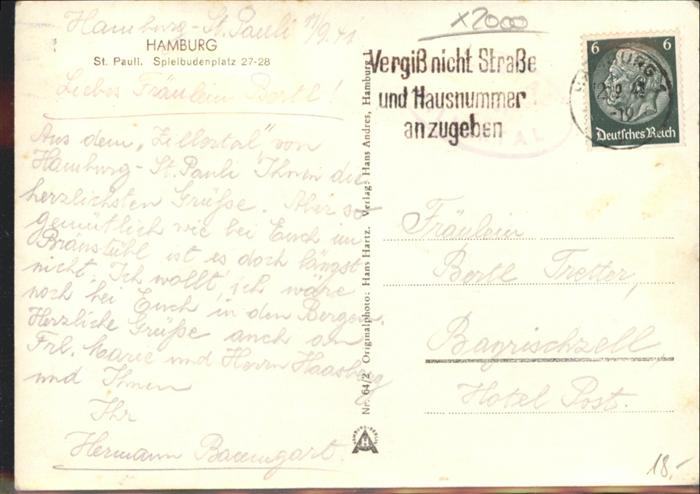 Hamburg-St. Pauli 11/9.41
HAMBURG
St. Pauli. Spielbudenplatz 27-28
Liebes Fräulein Bertl!
Aus dem „Zillertal" von
Hamburg-St. Pauli Ihnen die
herzlichsten Grüße. Aber so
gemütlich wie bei Euch im
Bräustübl ist es doch längst
nicht. Ich wollt, ich wäre
noch bei Euch in den Bergen.
Herzliche Grüße auch an
Frl. Marie und Herrn Haasberg
und Ihnen
Ihr
Hermann Baumgart.
Nr. 64/2 Originalphoto: Hans Hartz. Verlag: Hans Andres, Hamburg 1
x2000
Vergiß nicht Straße
und Hausnummer
anzugeben
6 6
Deutsches Reich
Fräulein
Bertl Tretter,
Bayrischzell
Hotel Post.
18,-